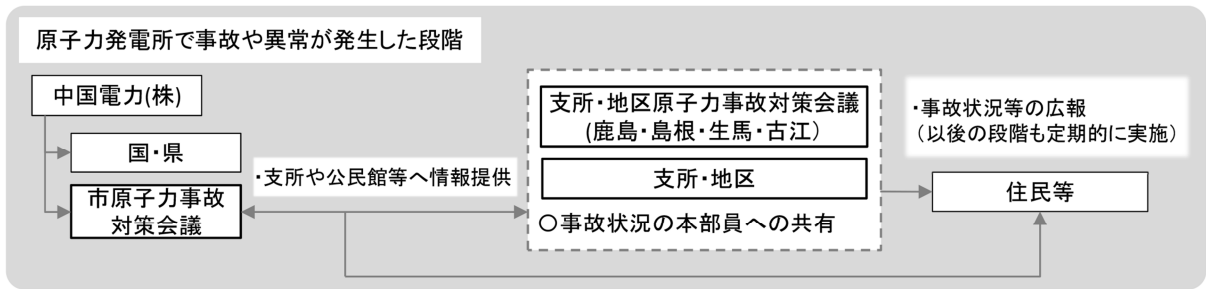 原子力発電所で事故や異常が発生した段階
中国電力(株)
国・県
市原子力事故
対策会議
・支所や公民館等へ情報提供
支所・地区原子力事故対策会議
(鹿島・島根・生馬・古江)
支所・地区
○事故状況の本部員への共有
・事故状況等の広報
(以後の段階も定期的に実施)
住民等